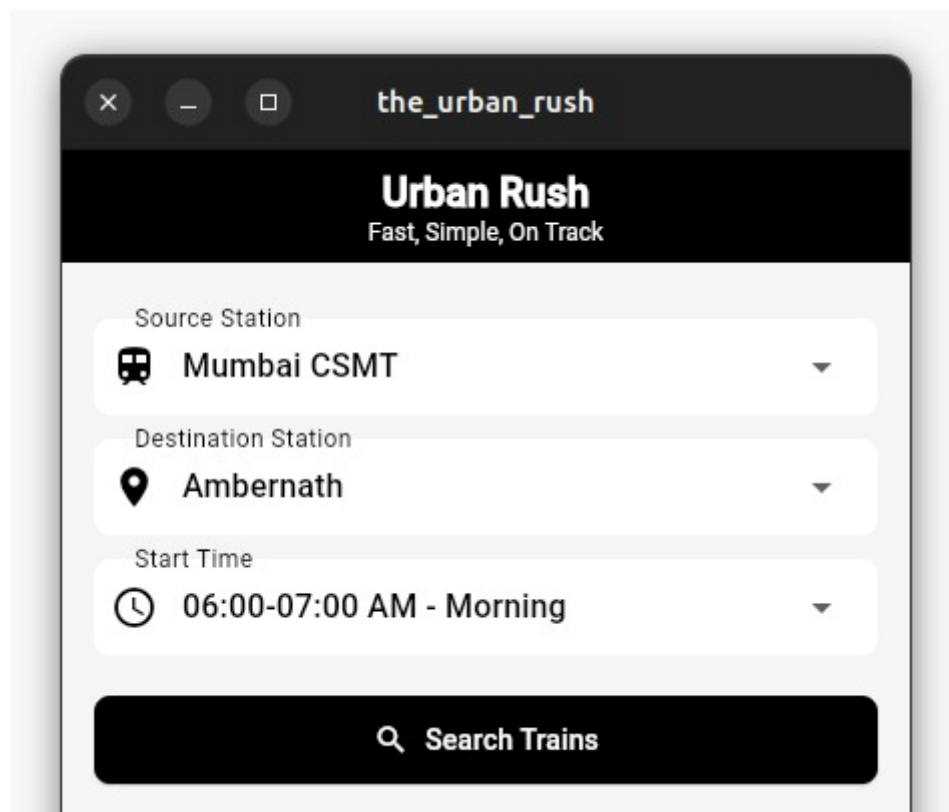 the_urban_rush
Urban Rush
Fast, Simple, On Track
Source Station
Mumbai CSMT
Destination Station
Ambernath
Start Time
06:00-07:00 AM - Morning
Search Trains